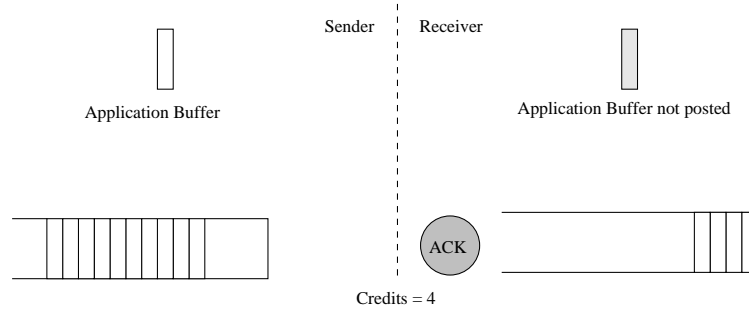 Sender
Receiver
Application Buffer
Application Buffer not posted
ACK
Credits = 4